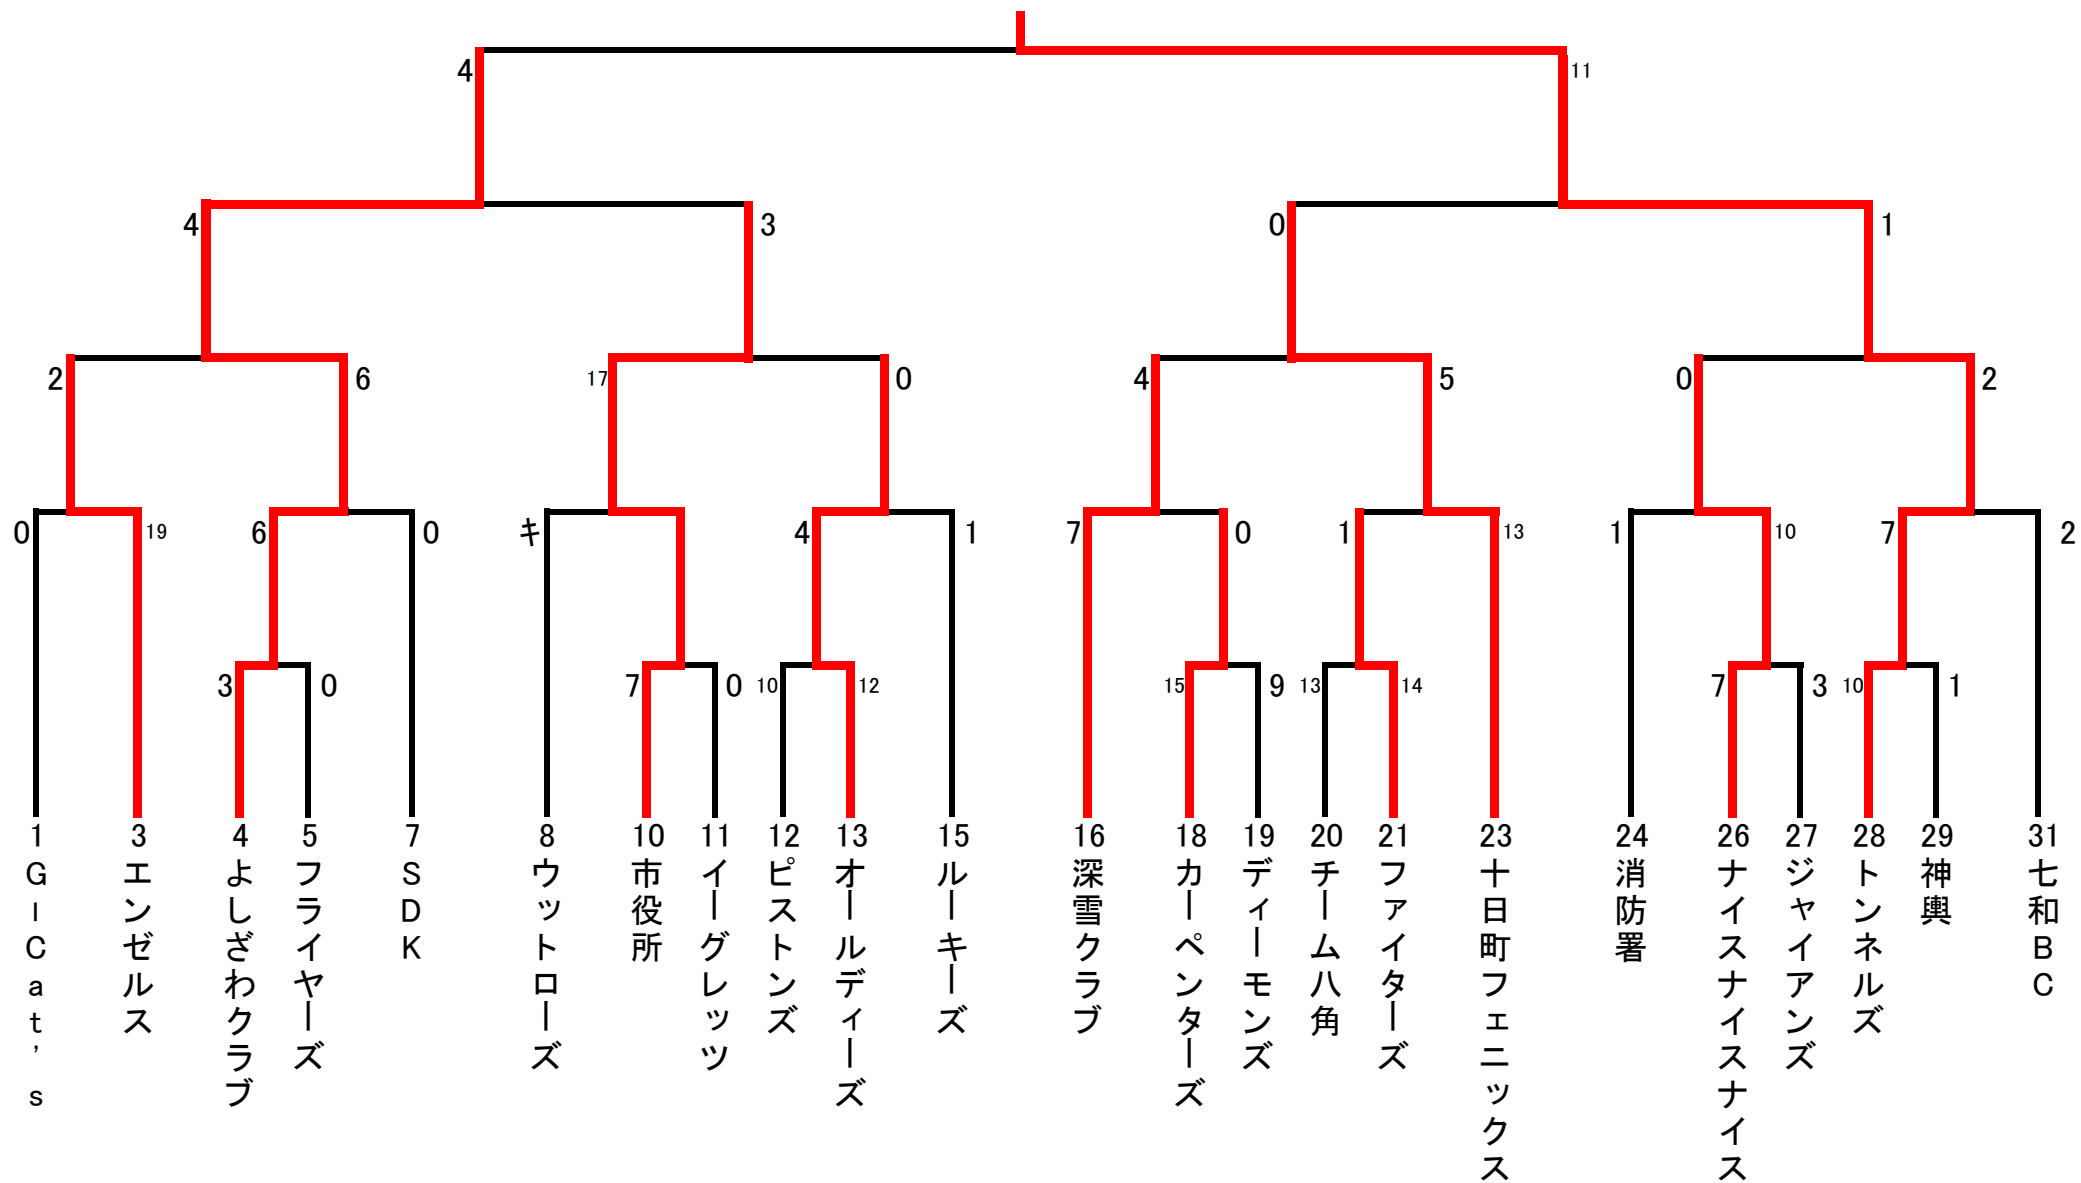 4 11
4 3 0 1
2 6 17 0 4 5 0 2
0 19 6 0 キ 4 1 7 0 1 13 1 10 7 2
3 0 7 0 10 12 15 9 13 14 7 3 10 1
1 GICat's
3 エンゼルス
4 よしざわクラブ
5 フライヤーズ
7 SDK
8 ウットローズ
10 市役所
11 イーグレッツ
12 ピストンズ
13 オールディーズ
15 ルーキーズ
16 深雪クラブ
18 カーペンターズ
19 ディーモンズ
20 チーム八角
21 ファイターズ
23 十日町フェニックス
24 消防署
26 ナイスナイスナイス
27 ジャイアンズ
28 トンネルズ
29 神輿
31 七和BC